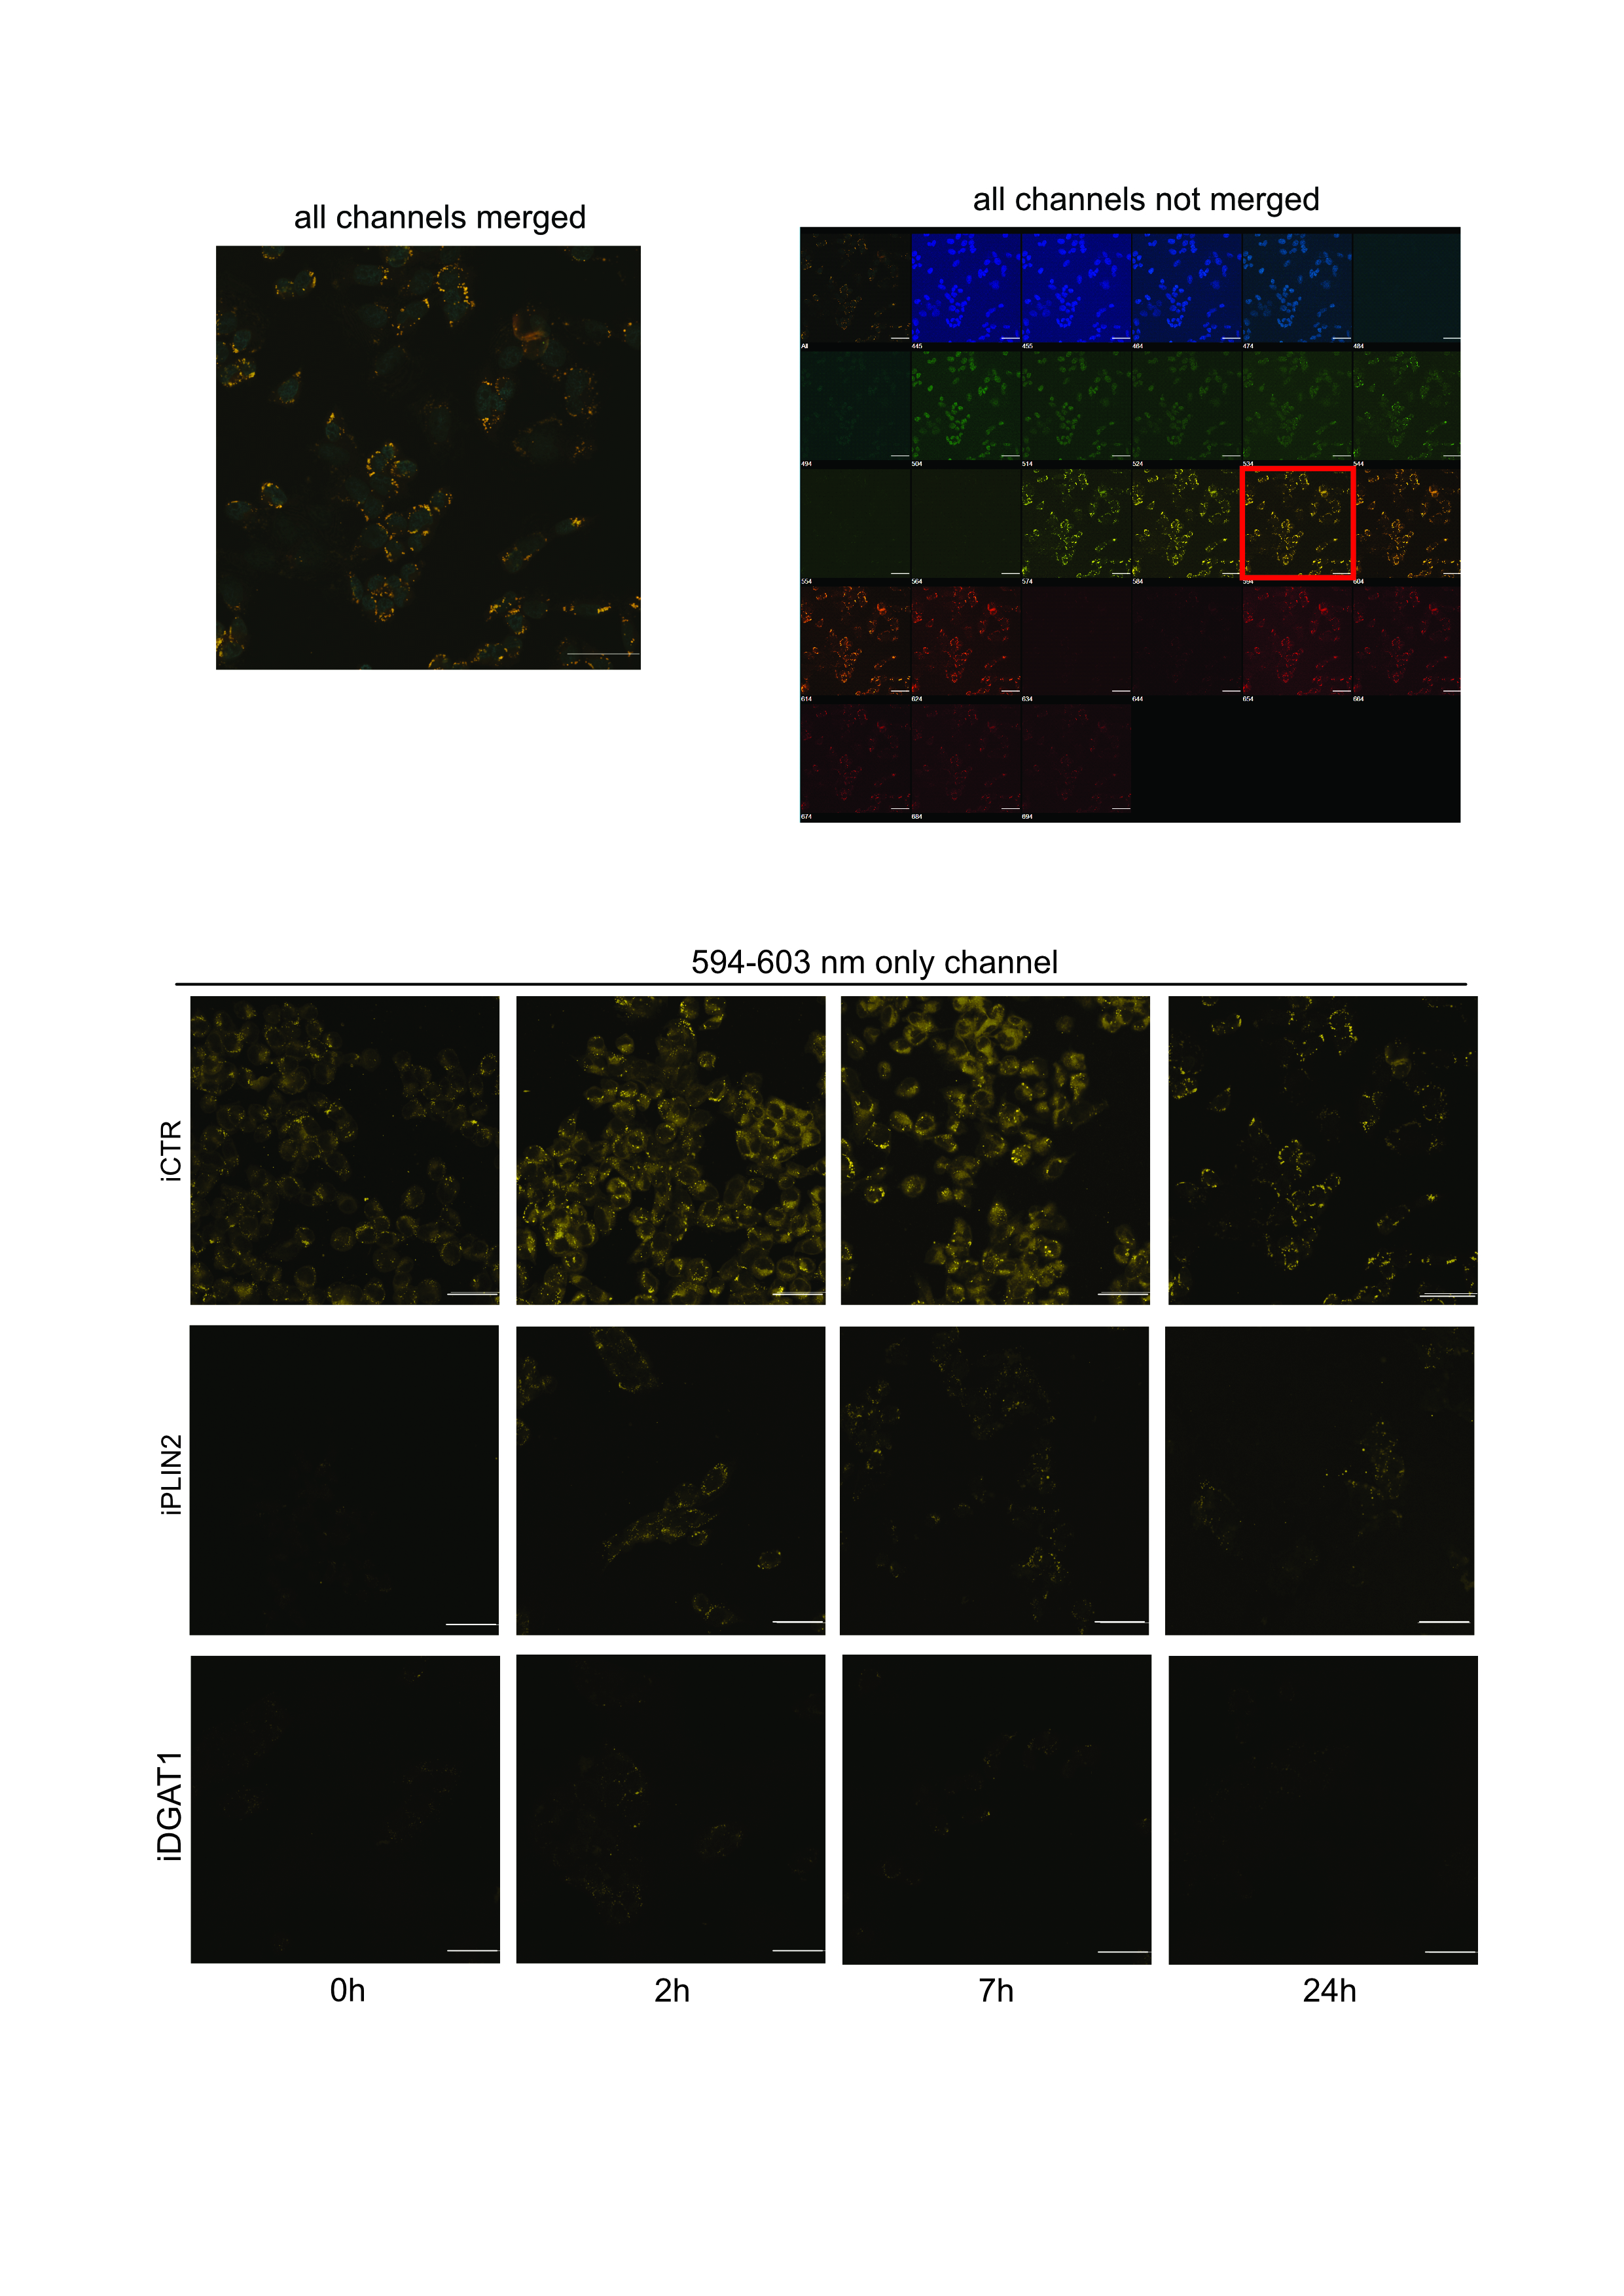 all channels merged
all channels not merged
All 445 455 464 474 484
494 504 514 524 534 544
554 564 574 584 594 604
614 624 634 644 654 664
674 684 694
594-603 nm only channel
iCTR
iPLIN2
iDGAT1
0h 2h 7h 24h